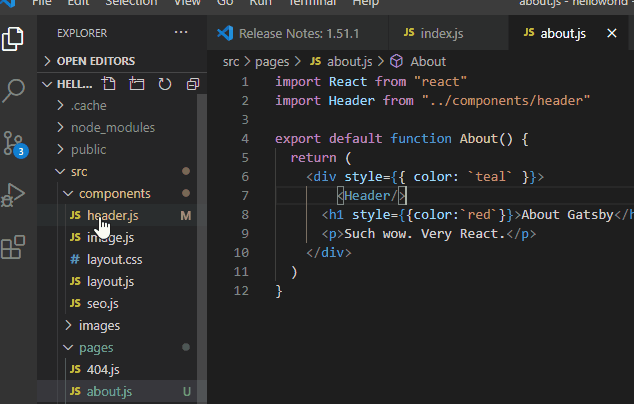 File Edit Selection View Go Run Terminal Help about.js - helloworld -
EXPLORER
Release Notes: 1.51.1
JS index.js
JS about.js
OPEN EDITORS
HELL...
.cache
node_modules
public
src
components
JS header.js M
JS image.js
# layout.css
JS layout.js
JS seo.js
images
pages
JS 404.js
JS about.js U
3
src > pages > JS about.js > About
1 import React from "react"
2 import Header from "../components/header"
3
4 export default function About() {
5 return (
6 <div style={{ color: `teal` }}>
7 <Header/>
8 <h1 style={{color:`red`}}>About Gatsby</h
9 <p>Such wow. Very React.</p>
10 </div>
11 )
12 }